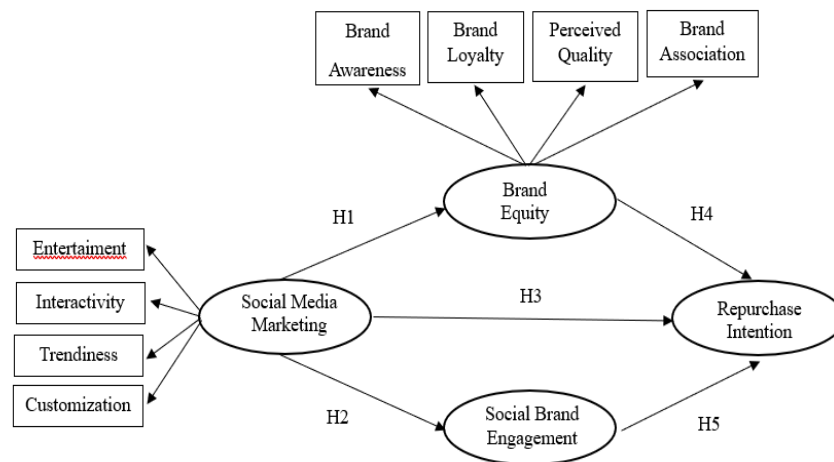 Brand
Awareness
Brand
Loyalty
Perceived
Quality
Brand
Association
Brand
Equity
H1
H4
Entertaiment
Interactivity
Trendiness
Customization
Social Media
Marketing
H3
Repurchase
Intention
H2
Social Brand
Engagement
H5